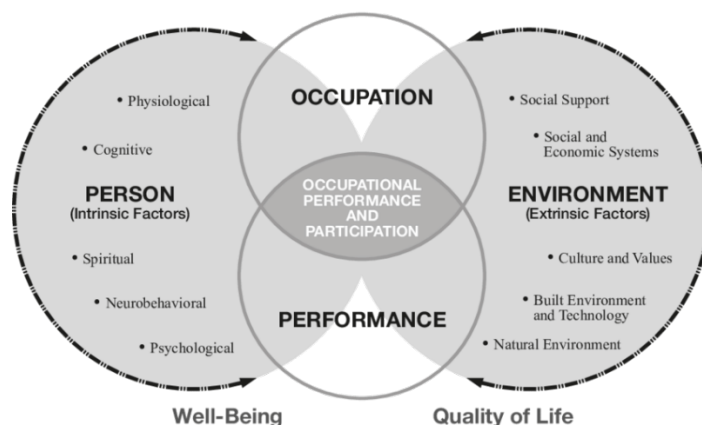 OCCUPATION
• Physiological
• Cognitive
PERSON
(Intrinsic Factors)
• Spiritual
• Neurobehavioral
• Psychological
OCCUPATIONAL
PERFORMANCE
AND
PARTICIPATION
PERFORMANCE
• Social Support
• Social and
Economic Systems
ENVIRONMENT
(Extrinsic Factors)
• Culture and Values
• Built Environment
and Technology
• Natural Environment
Well-Being
Quality of Life